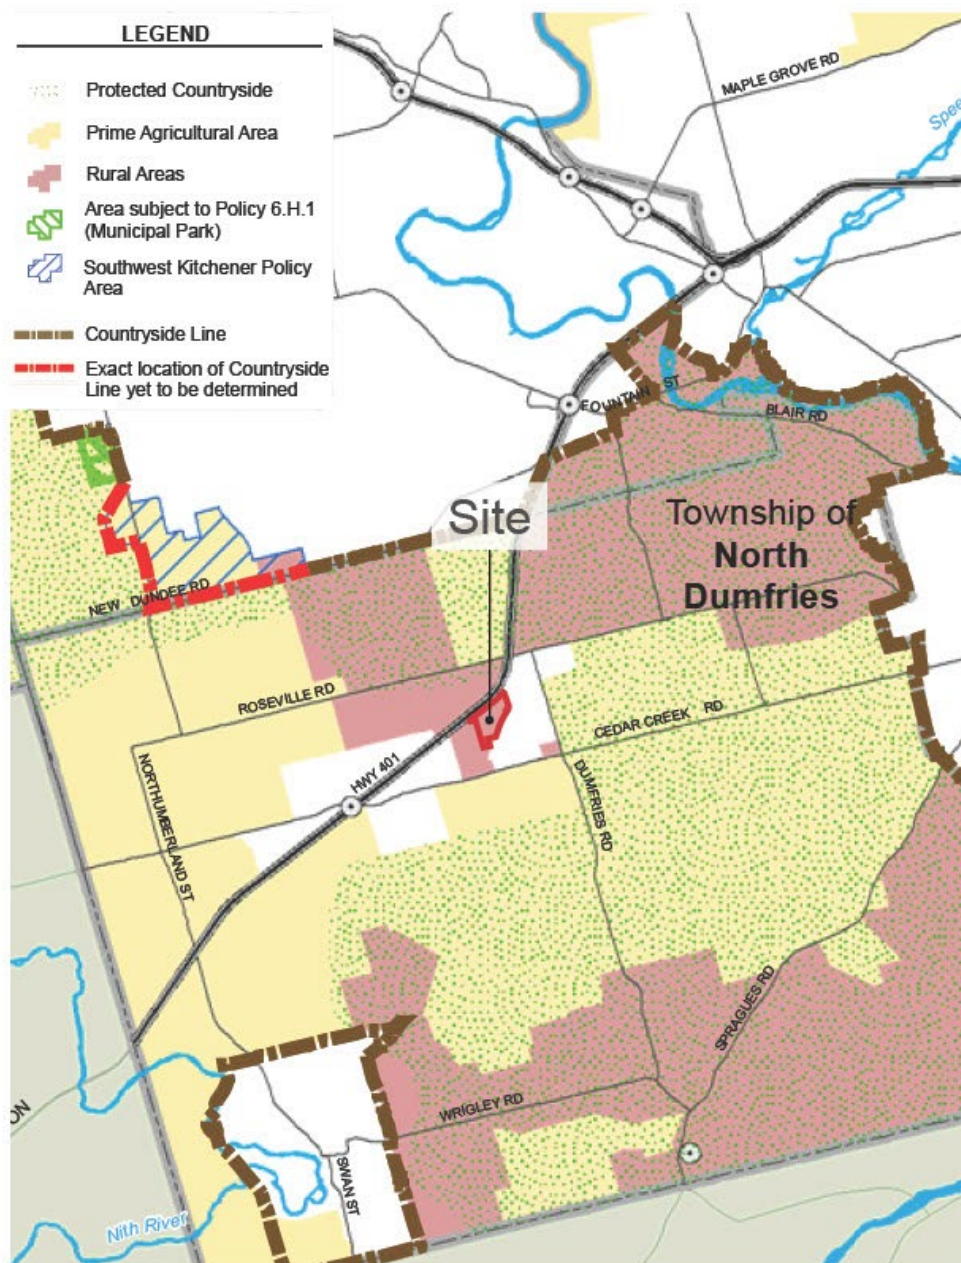 LEGEND
Protected Countryside
Prime Agricultural Area
Rural Areas
Area subject to Policy 6.H.1
(Municipal Park)
Southwest Kitchener Policy
Area
Countryside Line
Exact location of Countryside
Line yet to be determined
MAPLE GROVE RD
Spee
FOUNTAIN ST
BLAIR RD
Site
Township of
North
Dumfries
NEW DUNDEE RD
ROSEVILLE RD
CEDAR CREEK RD
HWY 401
NORTHUMBERLAND ST
DUMFRIES RD
SPRAGUES RD
WRIGLEY RD
ON
SWAN ST
Nith River